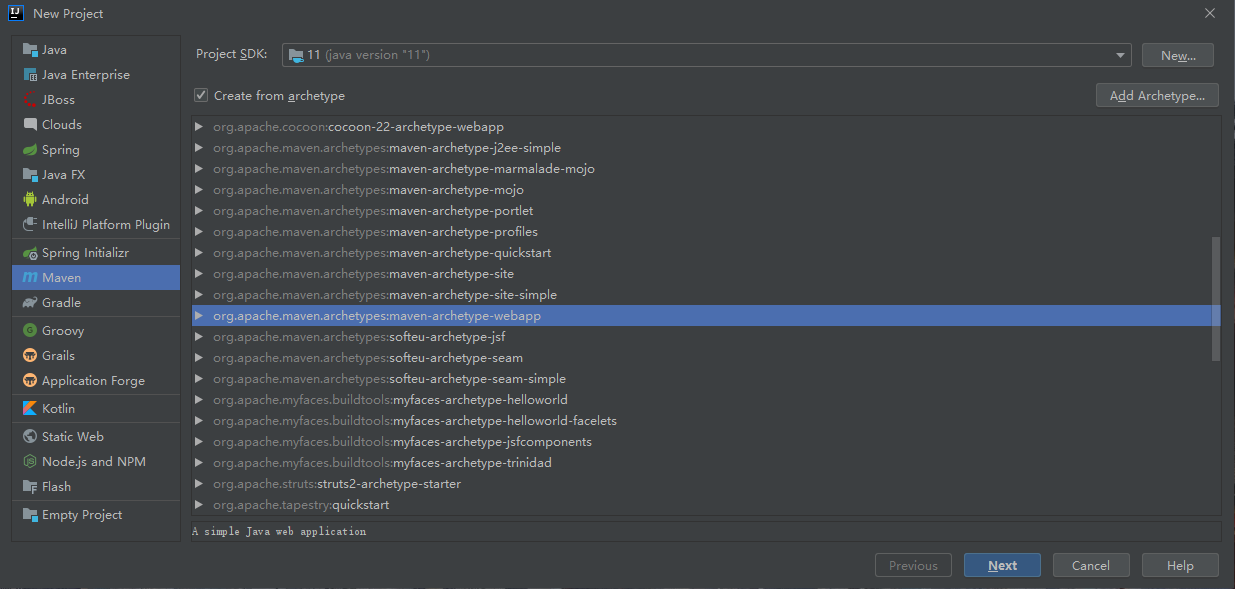 New Project
Java
Java Enterprise
JBoss
Clouds
Spring
Java FX
Android
IntelliJ Platform Plugin
Spring Initializr
Maven
Gradle
Groovy
Grails
Application Forge
Kotlin
Static Web
Node.js and NPM
Flash
Empty Project
Project SDK: 11 (java version "11") New...
Create from archetype Add Archetype...
org.apache.cocoon:cocoon-22-archetype-webapp
org.apache.maven.archetypes:maven-archetype-j2ee-simple
org.apache.maven.archetypes:maven-archetype-marmalade-mojo
org.apache.maven.archetypes:maven-archetype-mojo
org.apache.maven.archetypes:maven-archetype-portlet
org.apache.maven.archetypes:maven-archetype-profiles
org.apache.maven.archetypes:maven-archetype-quickstart
org.apache.maven.archetypes:maven-archetype-site
org.apache.maven.archetypes:maven-archetype-site-simple
org.apache.maven.archetypes:maven-archetype-webapp
org.apache.maven.archetypes:softeu-archetype-jsf
org.apache.maven.archetypes:softeu-archetype-seam
org.apache.maven.archetypes:softeu-archetype-seam-simple
org.apache.myfaces.buildtools:myfaces-archetype-helloworld
org.apache.myfaces.buildtools:myfaces-archetype-helloworld-facelets
org.apache.myfaces.buildtools:myfaces-archetype-jsfcomponents
org.apache.myfaces.buildtools:myfaces-archetype-trinidad
org.apache.struts:struts2-archetype-starter
org.apache.tapestry:quickstart
A simple Java web application
Previous Next Cancel Help